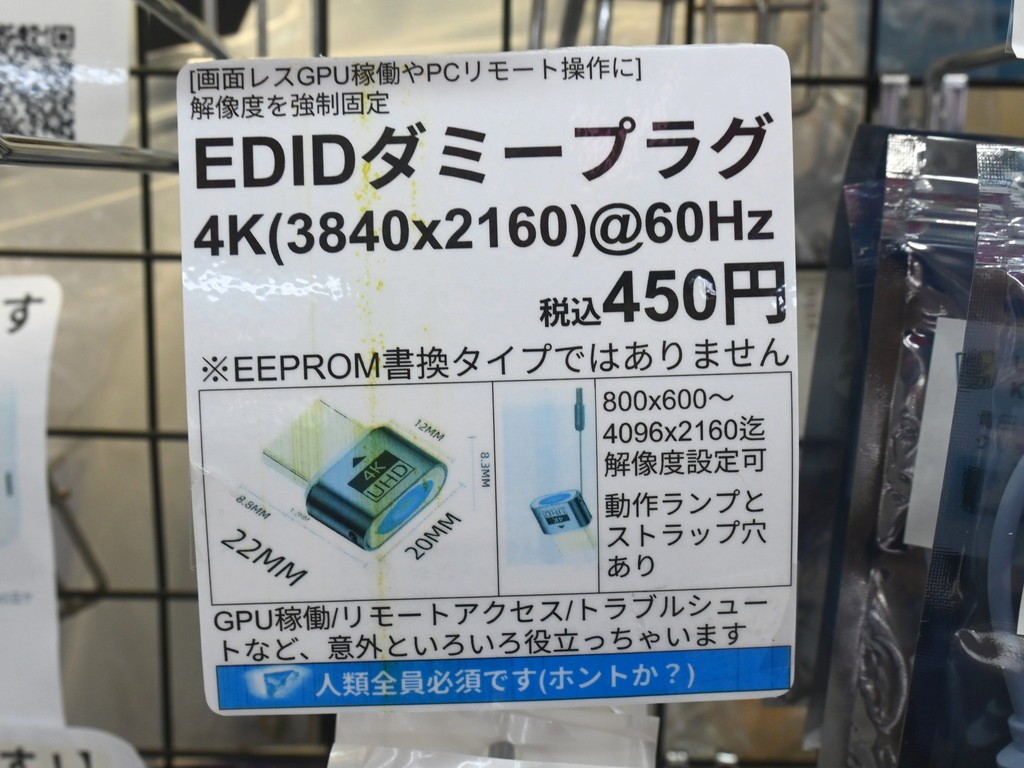 [画面レスGPU稼働やPCリモート操作に]
解像度を強制固定
EDIDダミープラグ
4K(3840x2160)@60Hz
税込450円
※EEPROM書換タイプではありません
12MM
8.3MM
4K
UHD
8.8MM
22MM
20MM
800x600～
4096x2160迄
解像度設定可
動作ランプと
ストラップ穴
あり
GPU稼働/リモートアクセス/トラブルシュー
トなど、意外といろいろ役立っちゃいます
人類全員必須です(ホントか?)
す